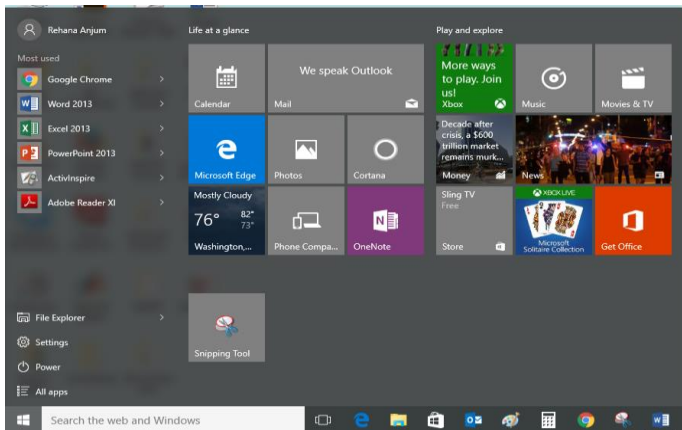 Rehana Anjum
Most used
Google Chrome
Word 2013
Excel 2013
PowerPoint 2013
ActivInspire
Adobe Reader XI
File Explorer
Settings
Power
All apps
Life at a glance
Calendar
We speak Outlook
Mail
Microsoft Edge
Photos
Cortana
Mostly Cloudy
76°
82°
73°
Washington,...
Phone Compa...
OneNote
Snipping Tool
Play and explore
More ways
to play. Join
us!
Xbox
Music
Movies & TV
Decade after
crisis, a $600
trillion market
remains murk...
Money
News
Sling TV
Free
Store
XBOX LIVE
Microsoft
Solitaire Collection
Get Office
Search the web and Windows